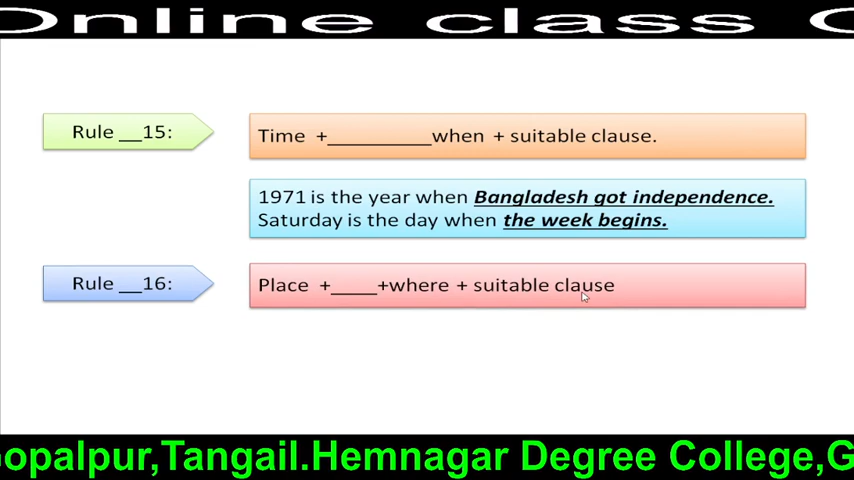 Online class
Rule __15:
Time +__________when + suitable clause.
1971 is the year when Bangladesh got independence.
Saturday is the day when the week begins.
Rule __16:
Place +____+where + suitable clause
opalpur,Tangail.Hemnagar Degree College,G